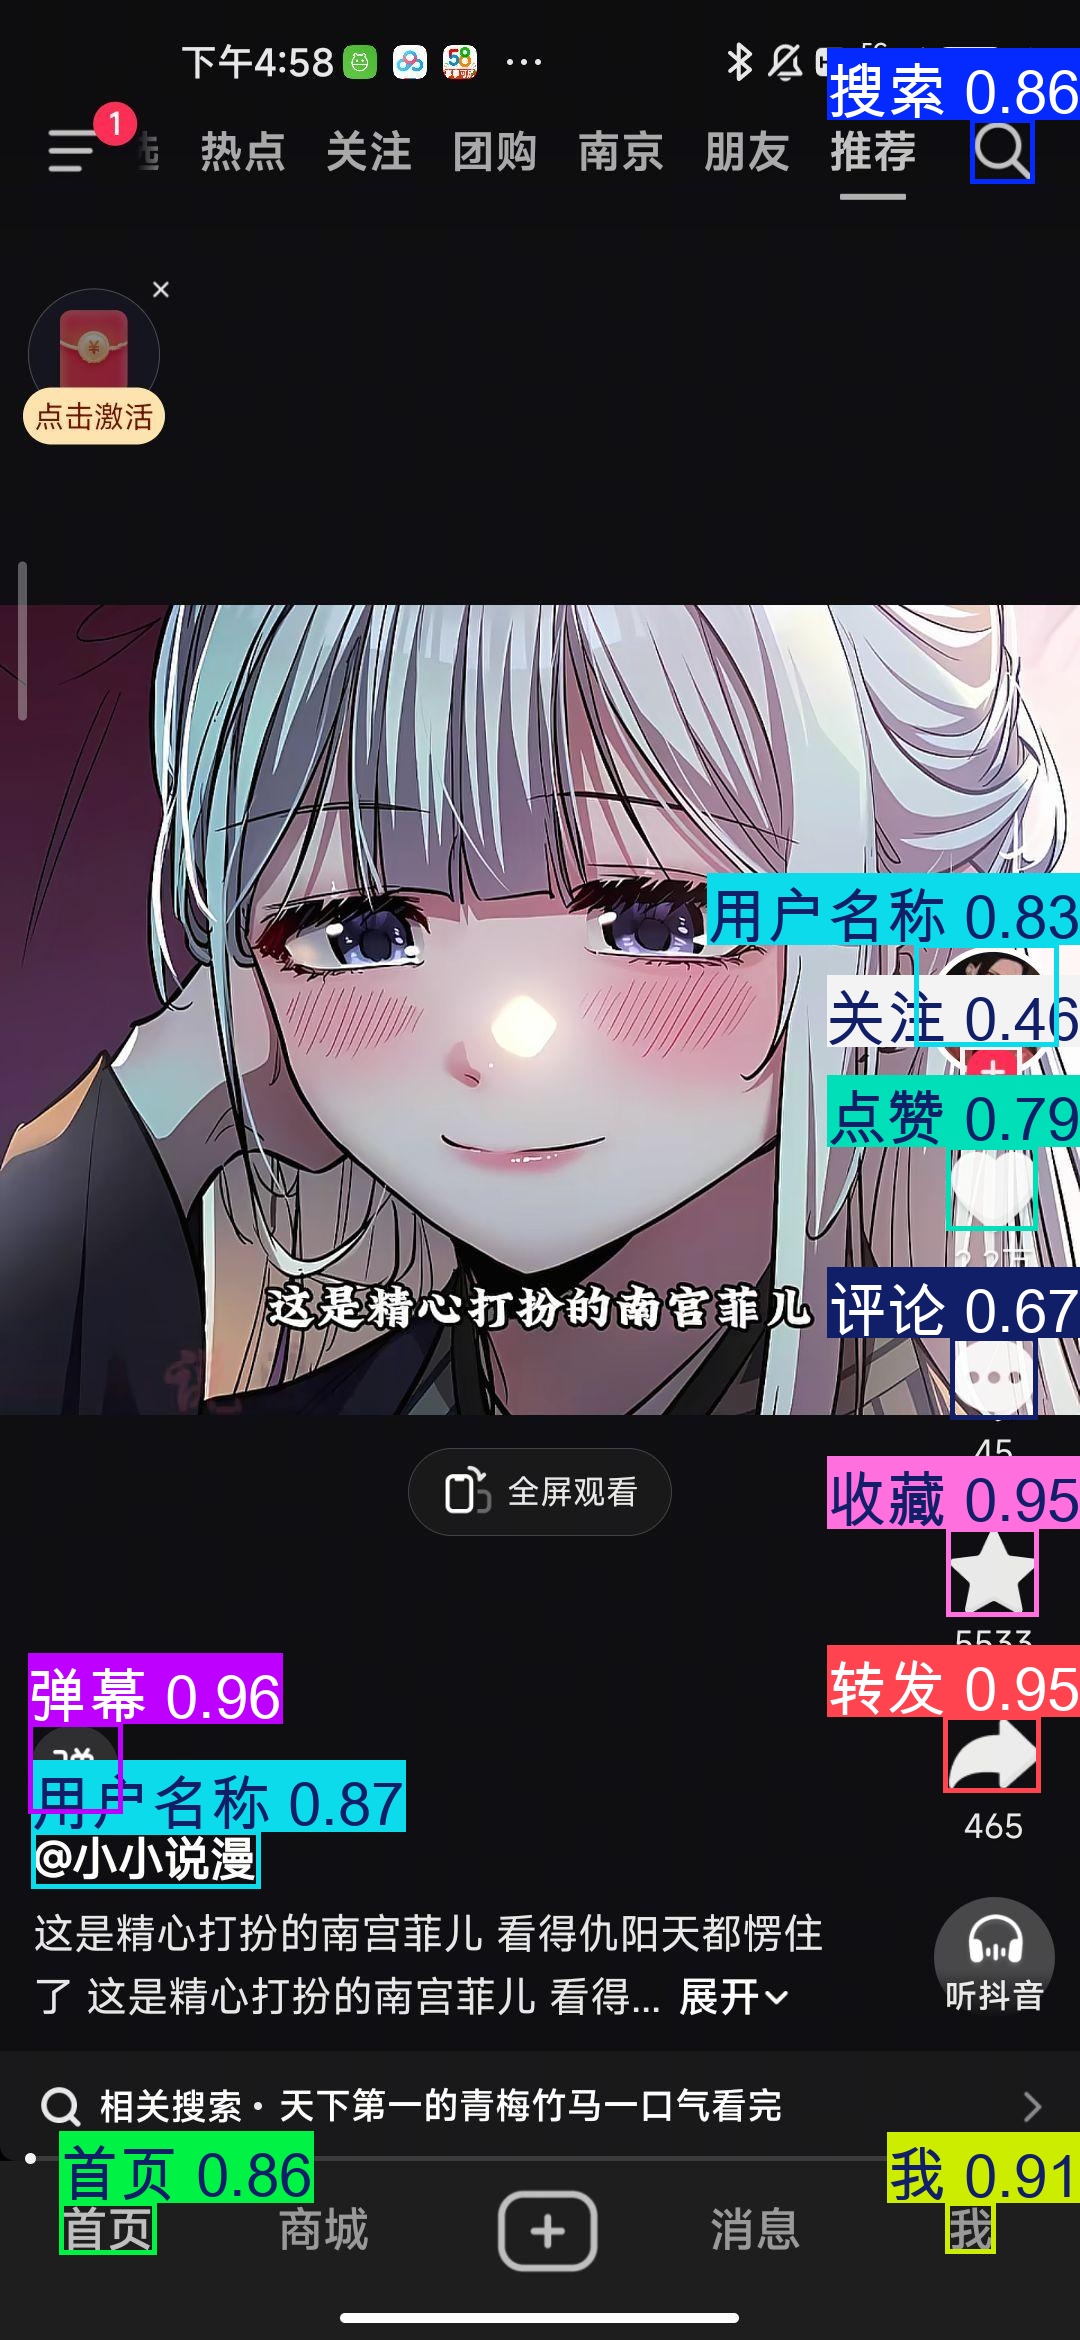 下午4:58
58
搜索 0.86
1
热点 关注 团购 南京 朋友 推荐
点击激活
用户名称 0.83
关注 0.46
点赞 0.79
这是精心打扮的南宫菲儿
评论 0.67
45
全屏观看
收藏 0.95
5533
弹幕 0.96
转发 0.95
用户名称 0.87
465
@小小说漫
这是精心打扮的南宫菲儿 看得仇阳天都愣住
了 这是精心打扮的南宫菲儿 看得... 展开
听抖音
相关搜索· 天下第一的青梅竹马一口气看完
首页 0.86
我 0.91
首页 商城 消息 我